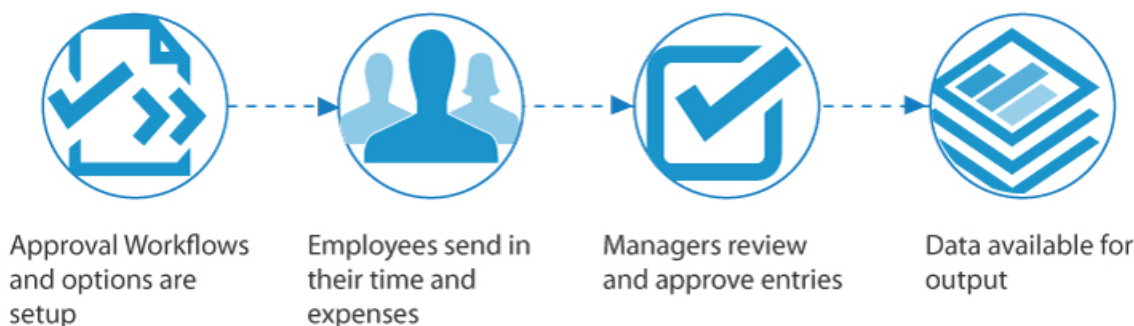 Approval Workflows
and options are
setup
Employees send in
their time and
expenses
Managers review
and approve entries
Data available for
output